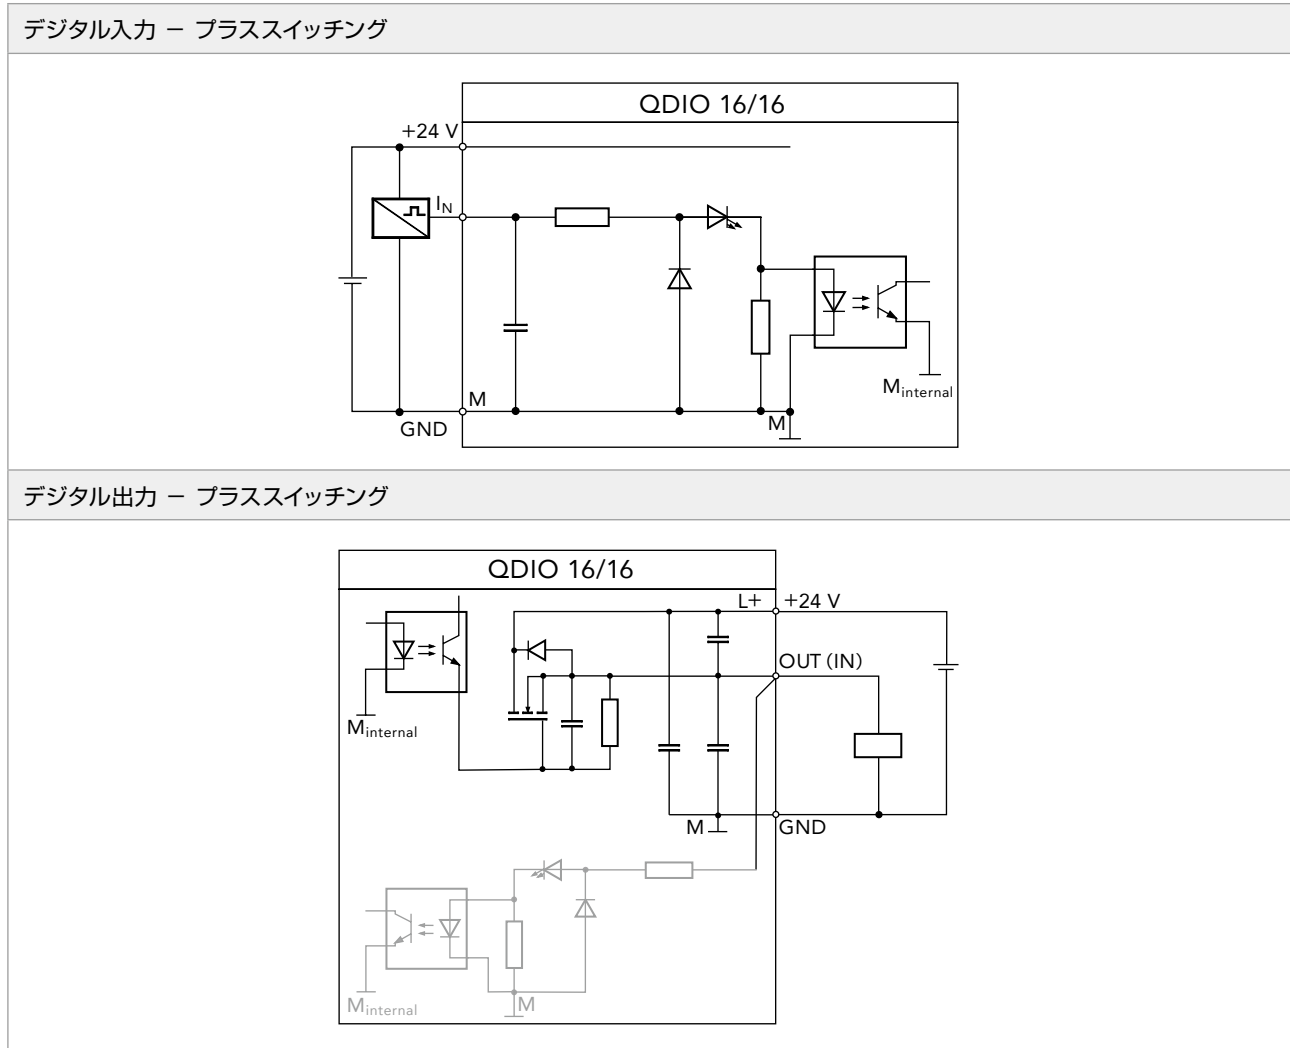 デジタル入力 － プラススイッチング
QDIO 16/16
+24 V
IN
M
GND
M
Minternal
デジタル出力 － プラススイッチング
QDIO 16/16
L+ +24 V
OUT (IN)
Minternal
M
GND
Minternal
M